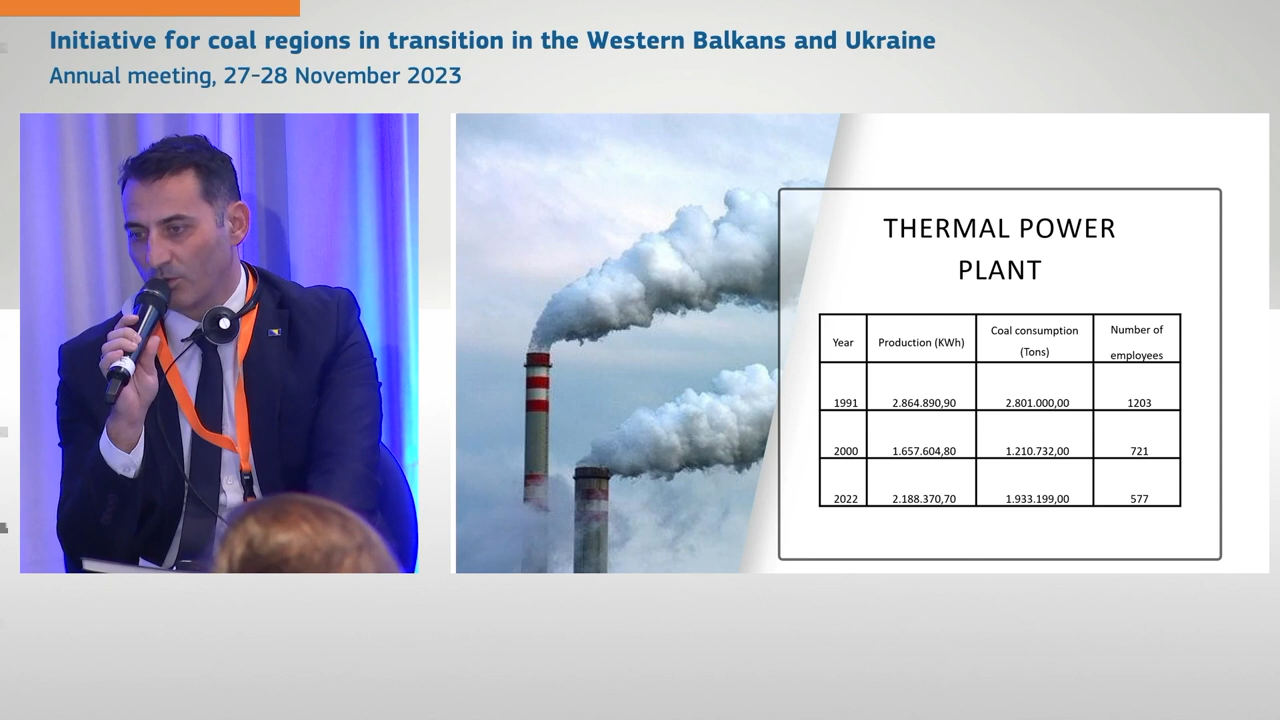 Initiative for coal regions in transition in the Western Balkans and Ukraine
Annual meeting, 27-28 November 2023
THERMAL POWER
PLANT
Year Production (KWh) Coal consumption (Tons) Number of employees
1991 2.864.890,90 2.801.000,00 1203
2000 1.657.604,80 1.210.732,00 721
2022 2.188.370,70 1.933.199,00 577